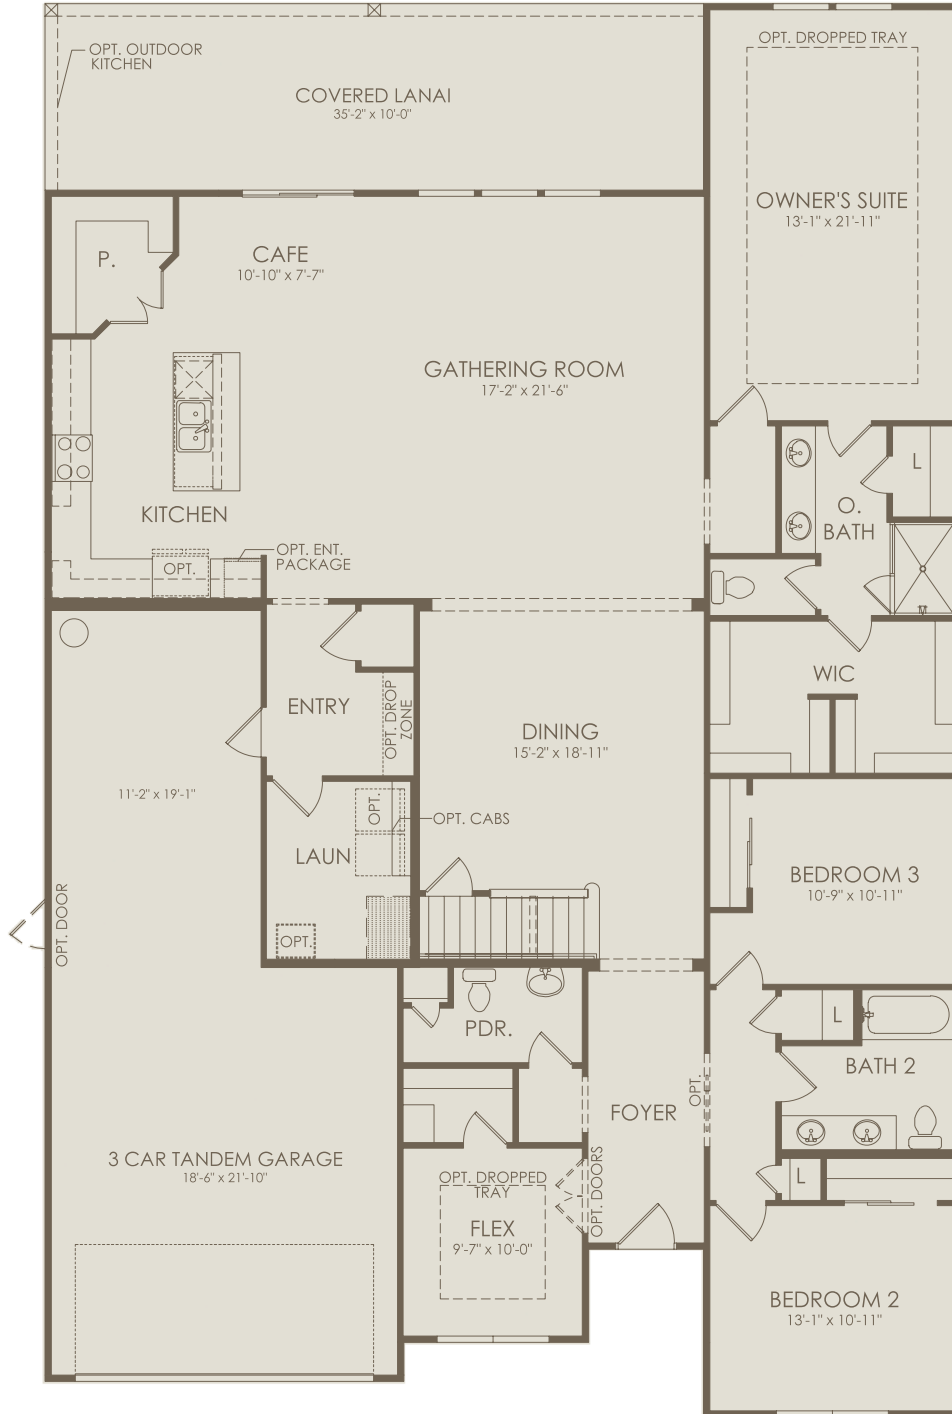 OPT. DROPPED TRAY
OPT. OUTDOOR
KITCHEN
COVERED LANAI
35'-2" x 10'-0"
OWNER'S SUITE
13'-1" x 21'-11"
P.
CAFE
10'-10" x 7'-7"
GATHERING ROOM
17'-2" x 21'-6"
KITCHEN
L
O.
BATH
OPT. ENT.
PACKAGE
OPT.
WIC
ENTRY
OPT. DROP
ZONE
DINING
15'-2" x 18'-11"
11'-2" x 19'-1"
OPT.
OPT. CABS
LAUN
BEDROOM 3
10'-9" x 10'-11"
OPT. DOOR
OPT.
L
PDR.
BATH 2
OPT.
FOYER
3 CAR TANDEM GARAGE
18'-6" x 21'-10"
OPT. DROPPED
TRAY
OPT. DOORS
L
FLEX
9'-7" x 10'-0"
BEDROOM 2
13'-1" x 10'-11"